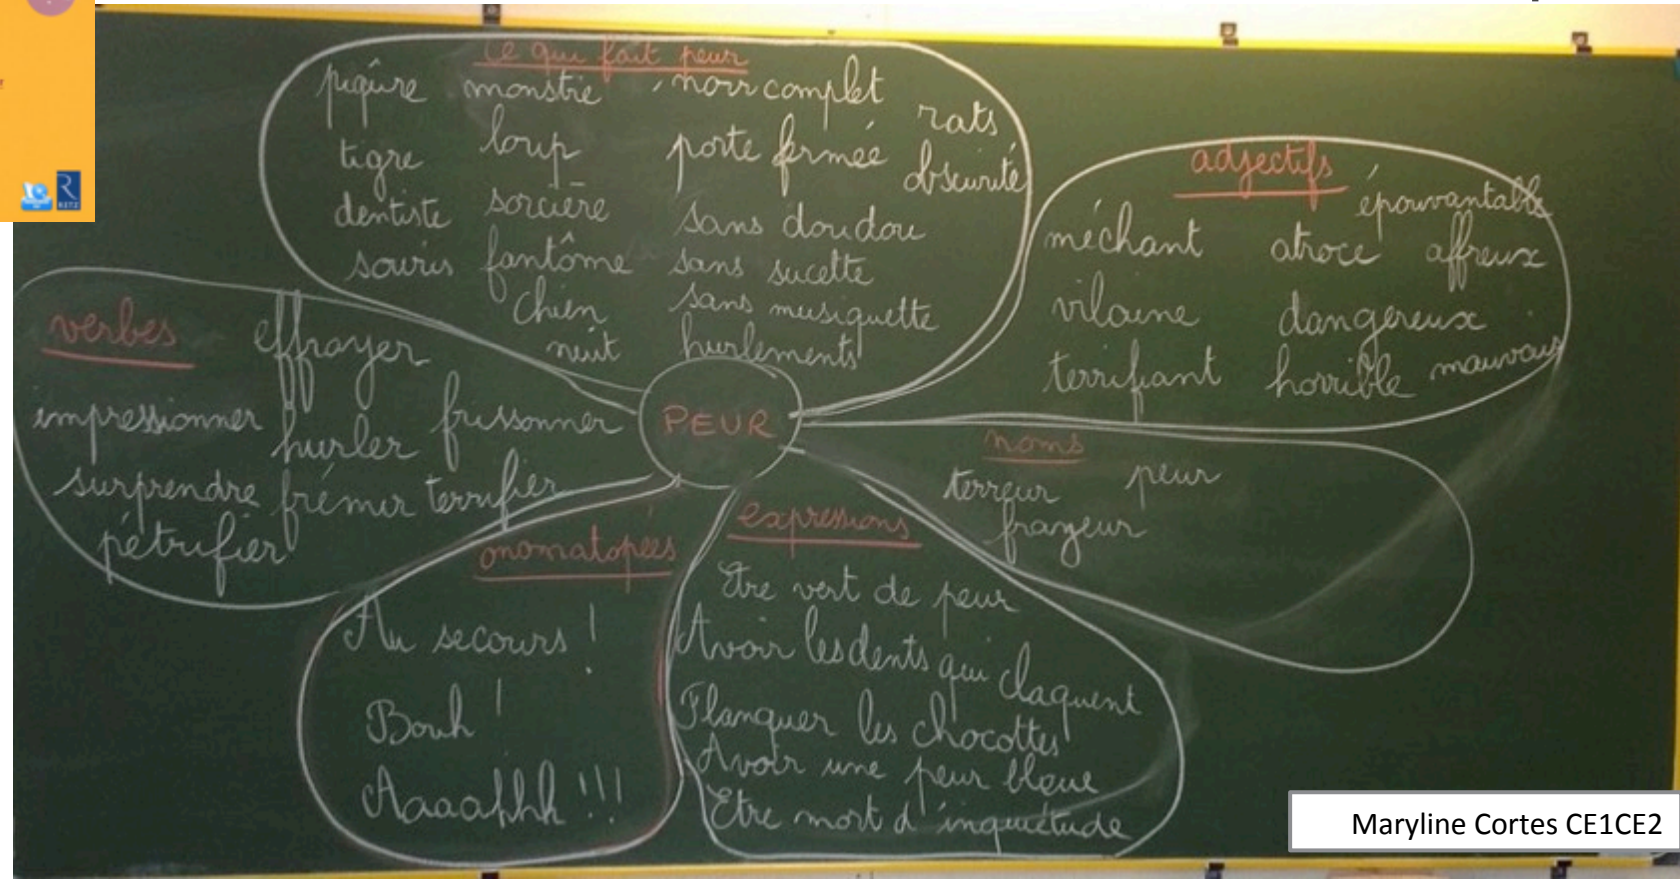 ce qui fait peur
piqûre monstre noir complet rats
tigre loup porte fermée obscurité
dentiste sorcière sans doudou
souris fantôme sans sucette
chien sans musiquette
nuit hurlements
adjectifs
épouvantable
méchant atroce affreux
vilaine dangereux
terrifiant horrible mauvais
verbes effrayer
impressionner hurler frissonner
surprendre frémir terrifier
pétrifier
PEUR
noms
terreur peur
frayeur
onomatopées
Au secours !
Bouh !
Aaaahhh !!!
expressions
Etre vert de peur
Avoir les dents qui claquent
Flanquer les chocottes
Avoir une peur bleue
Etre mort d'inquiétude
RETZ
Maryline Cortes CE1CE2